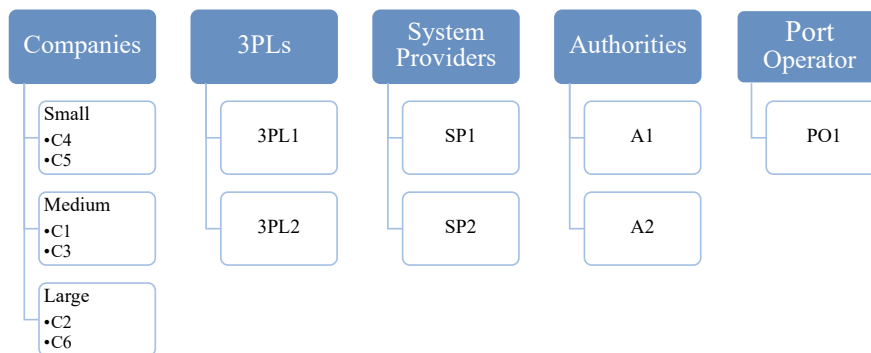 Companies
Small
•C4
•C5
Medium
•C1
•C3
Large
•C2
•C6
3PLs
3PL1
3PL2
System
Providers
SP1
SP2
Authorities
A1
A2
Port
Operator
PO1